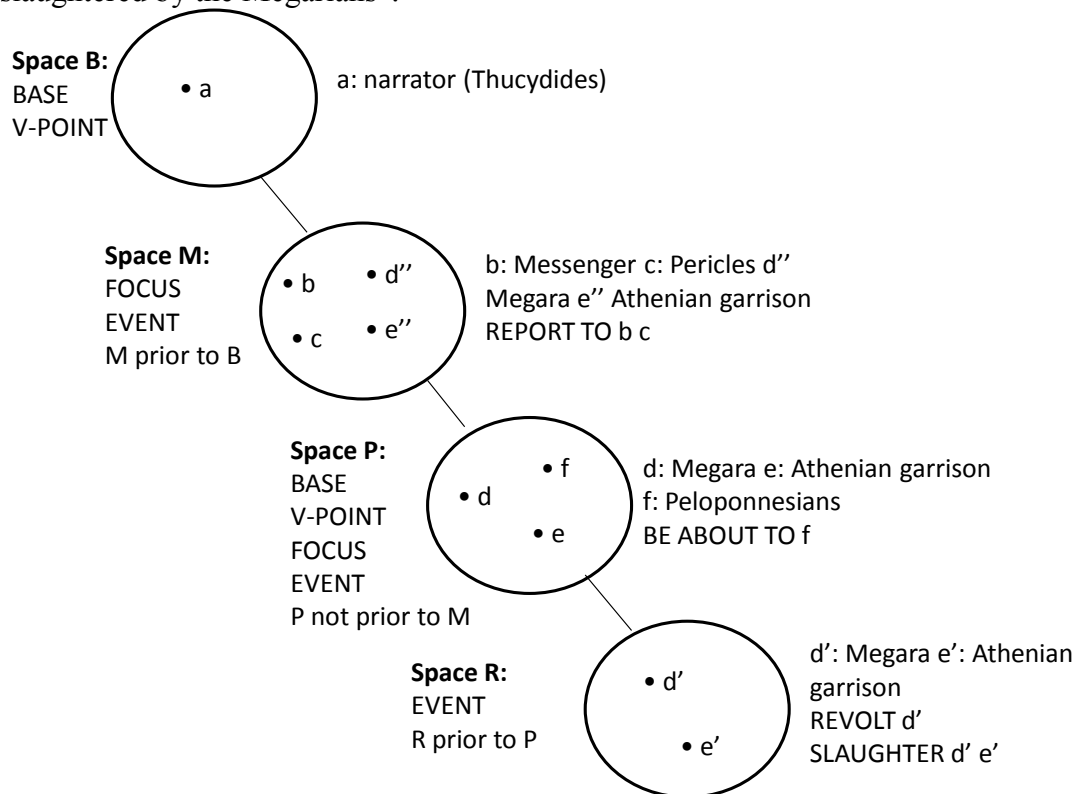 slaughtered by the Megarians".
Space B:
BASE
V-POINT
• a
a: narrator (Thucydides)
Space M:
FOCUS
EVENT
M prior to B
• b
• d’’
• c
• e’’
b: Messenger c: Pericles d’’
Megara e’’ Athenian garrison
REPORT TO b c
Space P:
BASE
V-POINT
FOCUS
EVENT
P not prior to M
• f
• d
• e
d: Megara e: Athenian garrison
f: Peloponnesians
BE ABOUT TO f
Space R:
EVENT
R prior to P
• d’
• e’
d’: Megara e’: Athenian
garrison
REVOLT d’
SLAUGHTER d’ e’